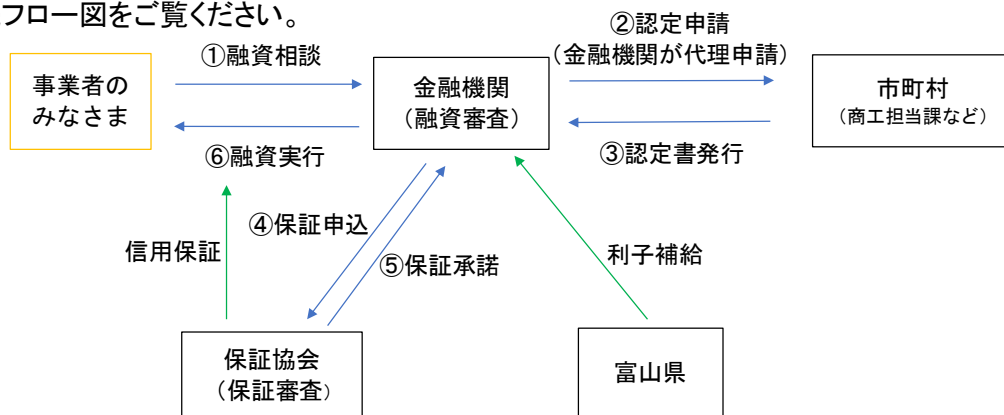 フロー図をご覧ください。
②認定申請
(金融機関が代理申請)
①融資相談
事業者の
みなさま
金融機関
(融資審査)
市町村
(商工担当課など)
⑥融資実行
③認定書発行
④保証申込
信用保証
⑤保証承諾
利子補給
保証協会
(保証審査)
富山県